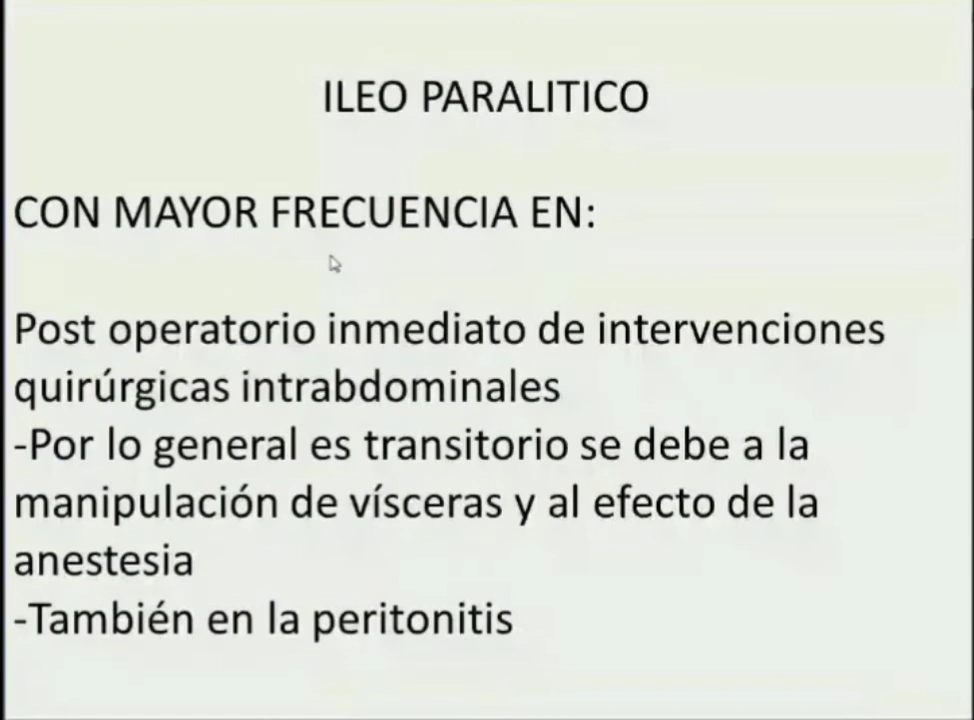 ILEO PARALITICO
CON MAYOR FRECUENCIA EN:
Post operatorio inmediato de intervenciones
quirúrgicas intrabdominales
-Por lo general es transitorio se debe a la
manipulación de vísceras y al efecto de la
anestesia
-También en la peritonitis